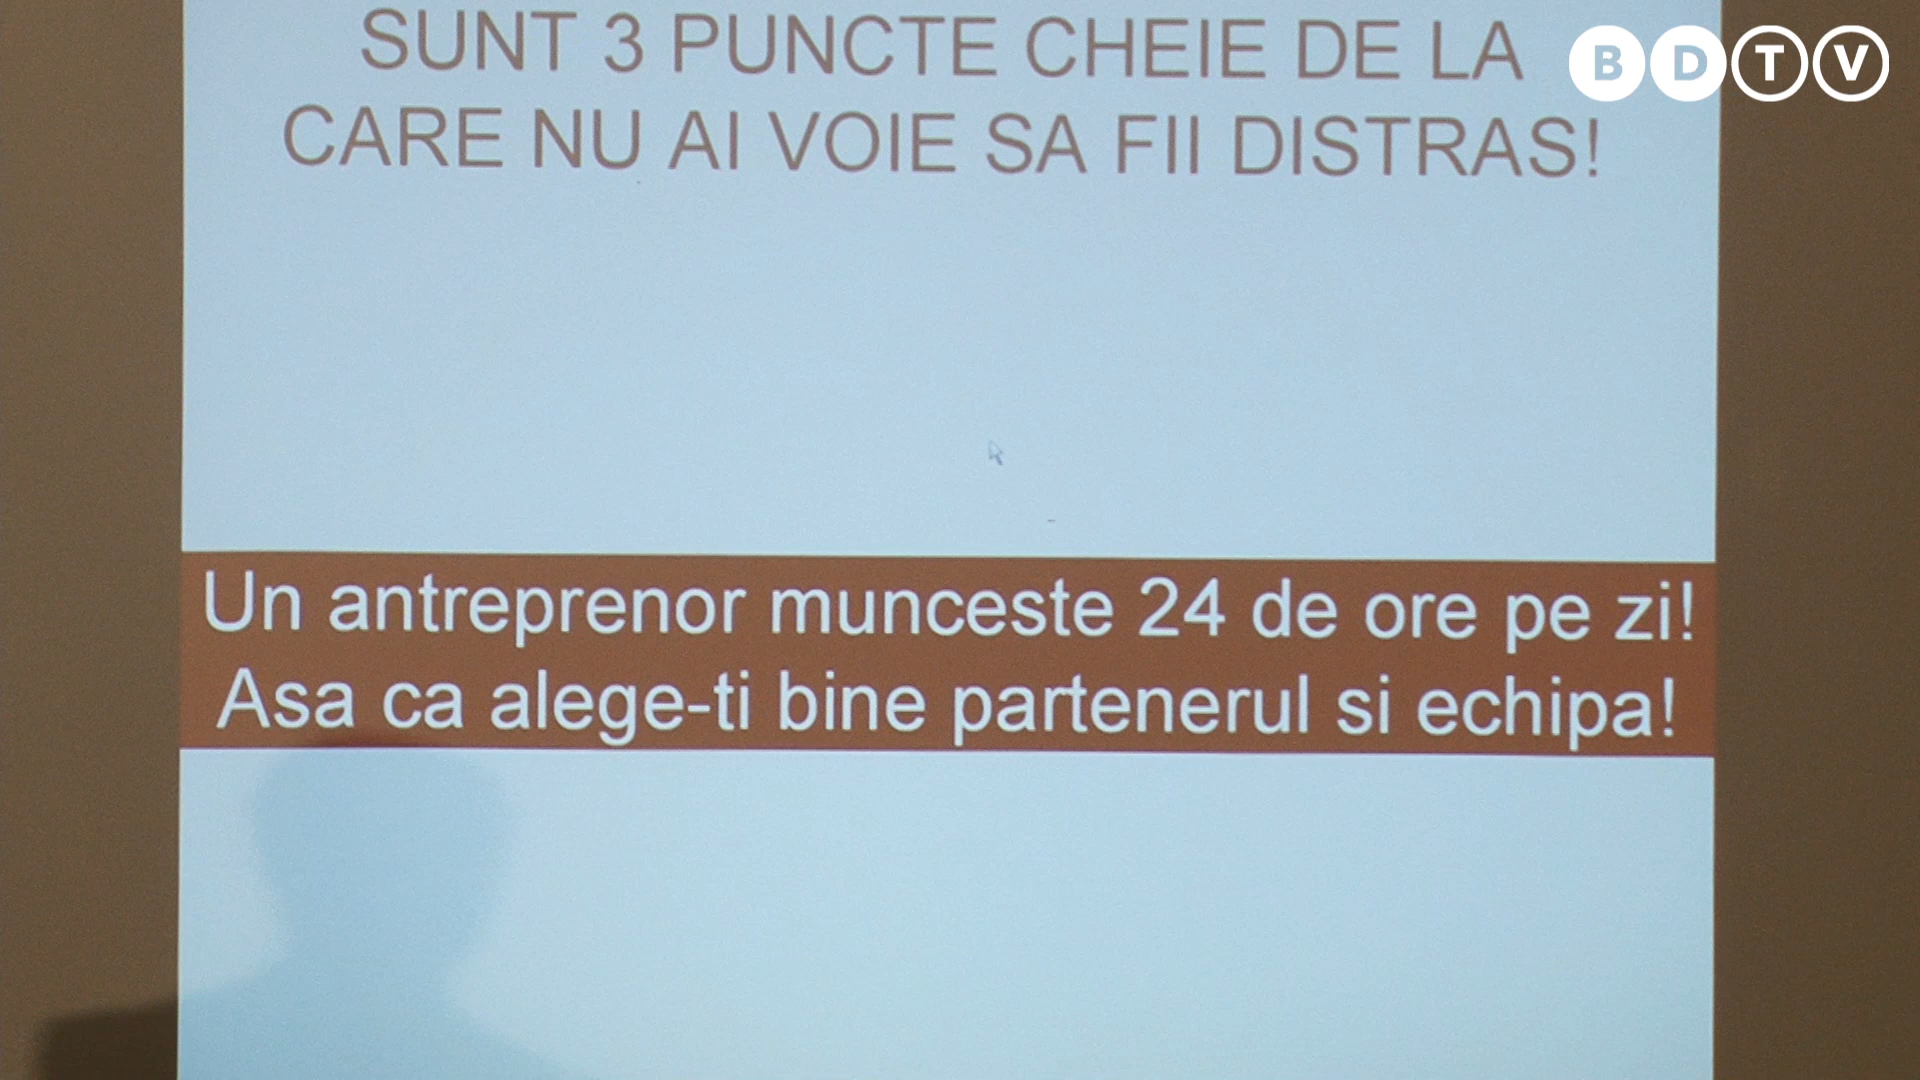 SUNT 3 PUNCTE CHEIE DE LA
CARE NU AI VOIE SA FII DISTRAS!
BDTV
Un antreprenor munceste 24 de ore pe zi!
Asa ca alege-ti bine partenerul si echipa!